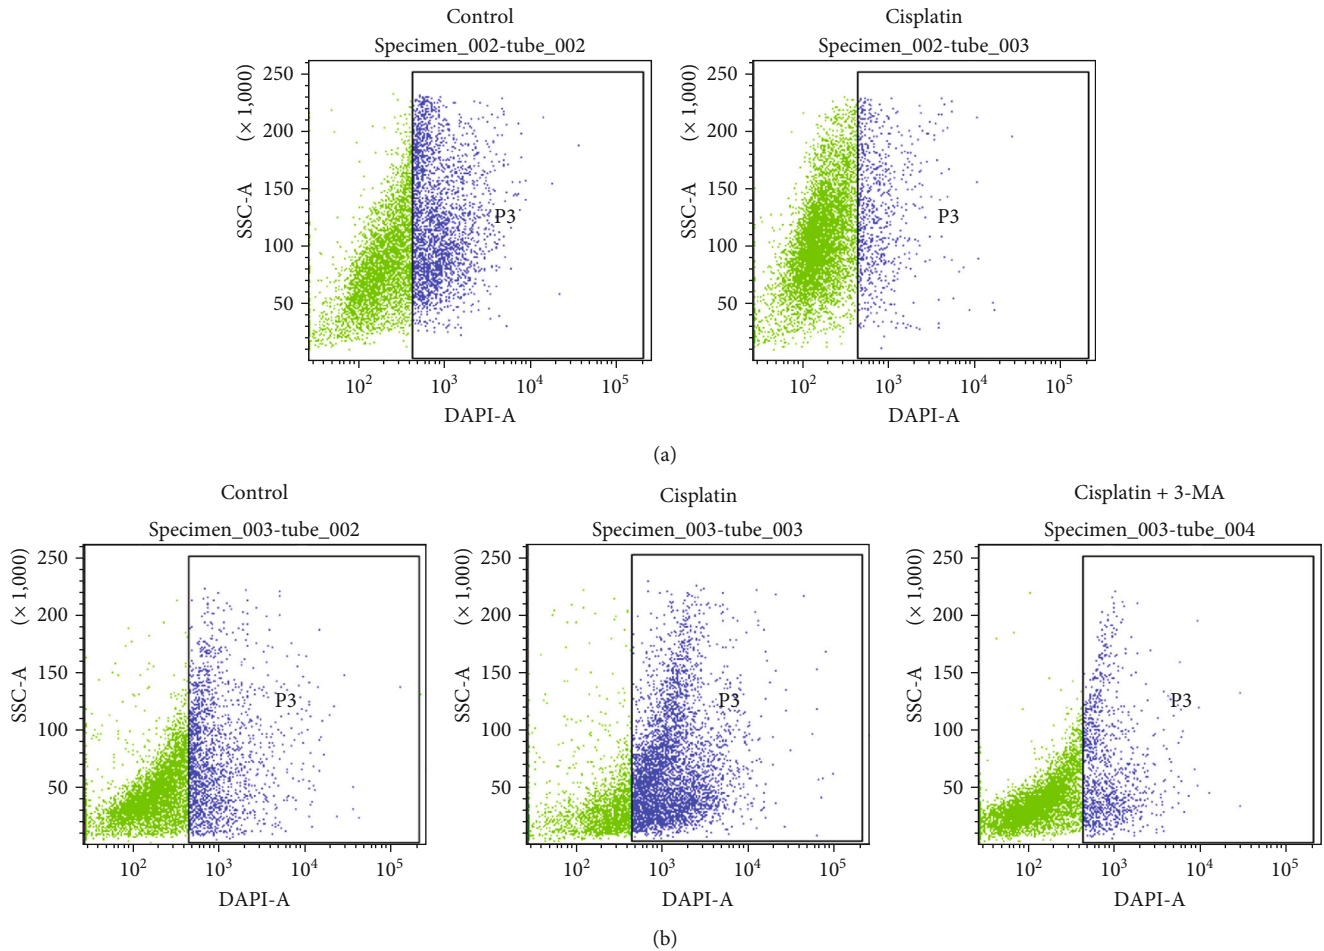 Control
Specimen_002-tube_002
250
200
150
100
50
(× 1,000)
SSC-A
P3
10²
10³
10⁴
10⁵
DAPI-A
Cisplatin
Specimen_002-tube_003
250
200
150
100
50
(× 1,000)
SSC-A
P3
10²
10³
10⁴
10⁵
DAPI-A
(a)
Control
Specimen_003-tube_002
250
200
150
100
50
(× 1,000)
SSC-A
P3
10²
10³
10⁴
10⁵
DAPI-A
Cisplatin
Specimen_003-tube_003
250
200
150
100
50
(× 1,000)
SSC-A
P3
10²
10³
10⁴
10⁵
DAPI-A
Cisplatin + 3-MA
Specimen_003-tube_004
250
200
150
100
50
(× 1,000)
SSC-A
P3
10²
10³
10⁴
10⁵
DAPI-A
(b)